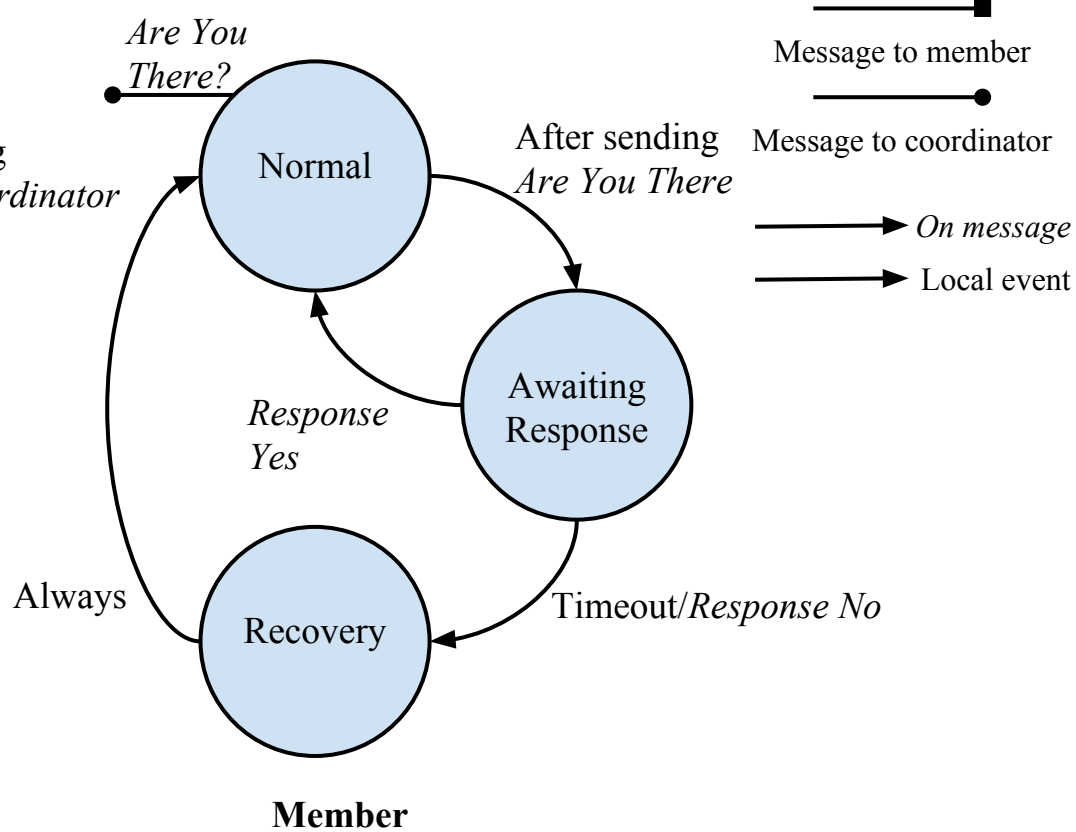 Are You
There?
Message to member
Message to coordinator
Normal
After sending
Are You There
On message
Local event
Awaiting
Response
Response
Yes
Always
Recovery
Timeout/Response No
Member